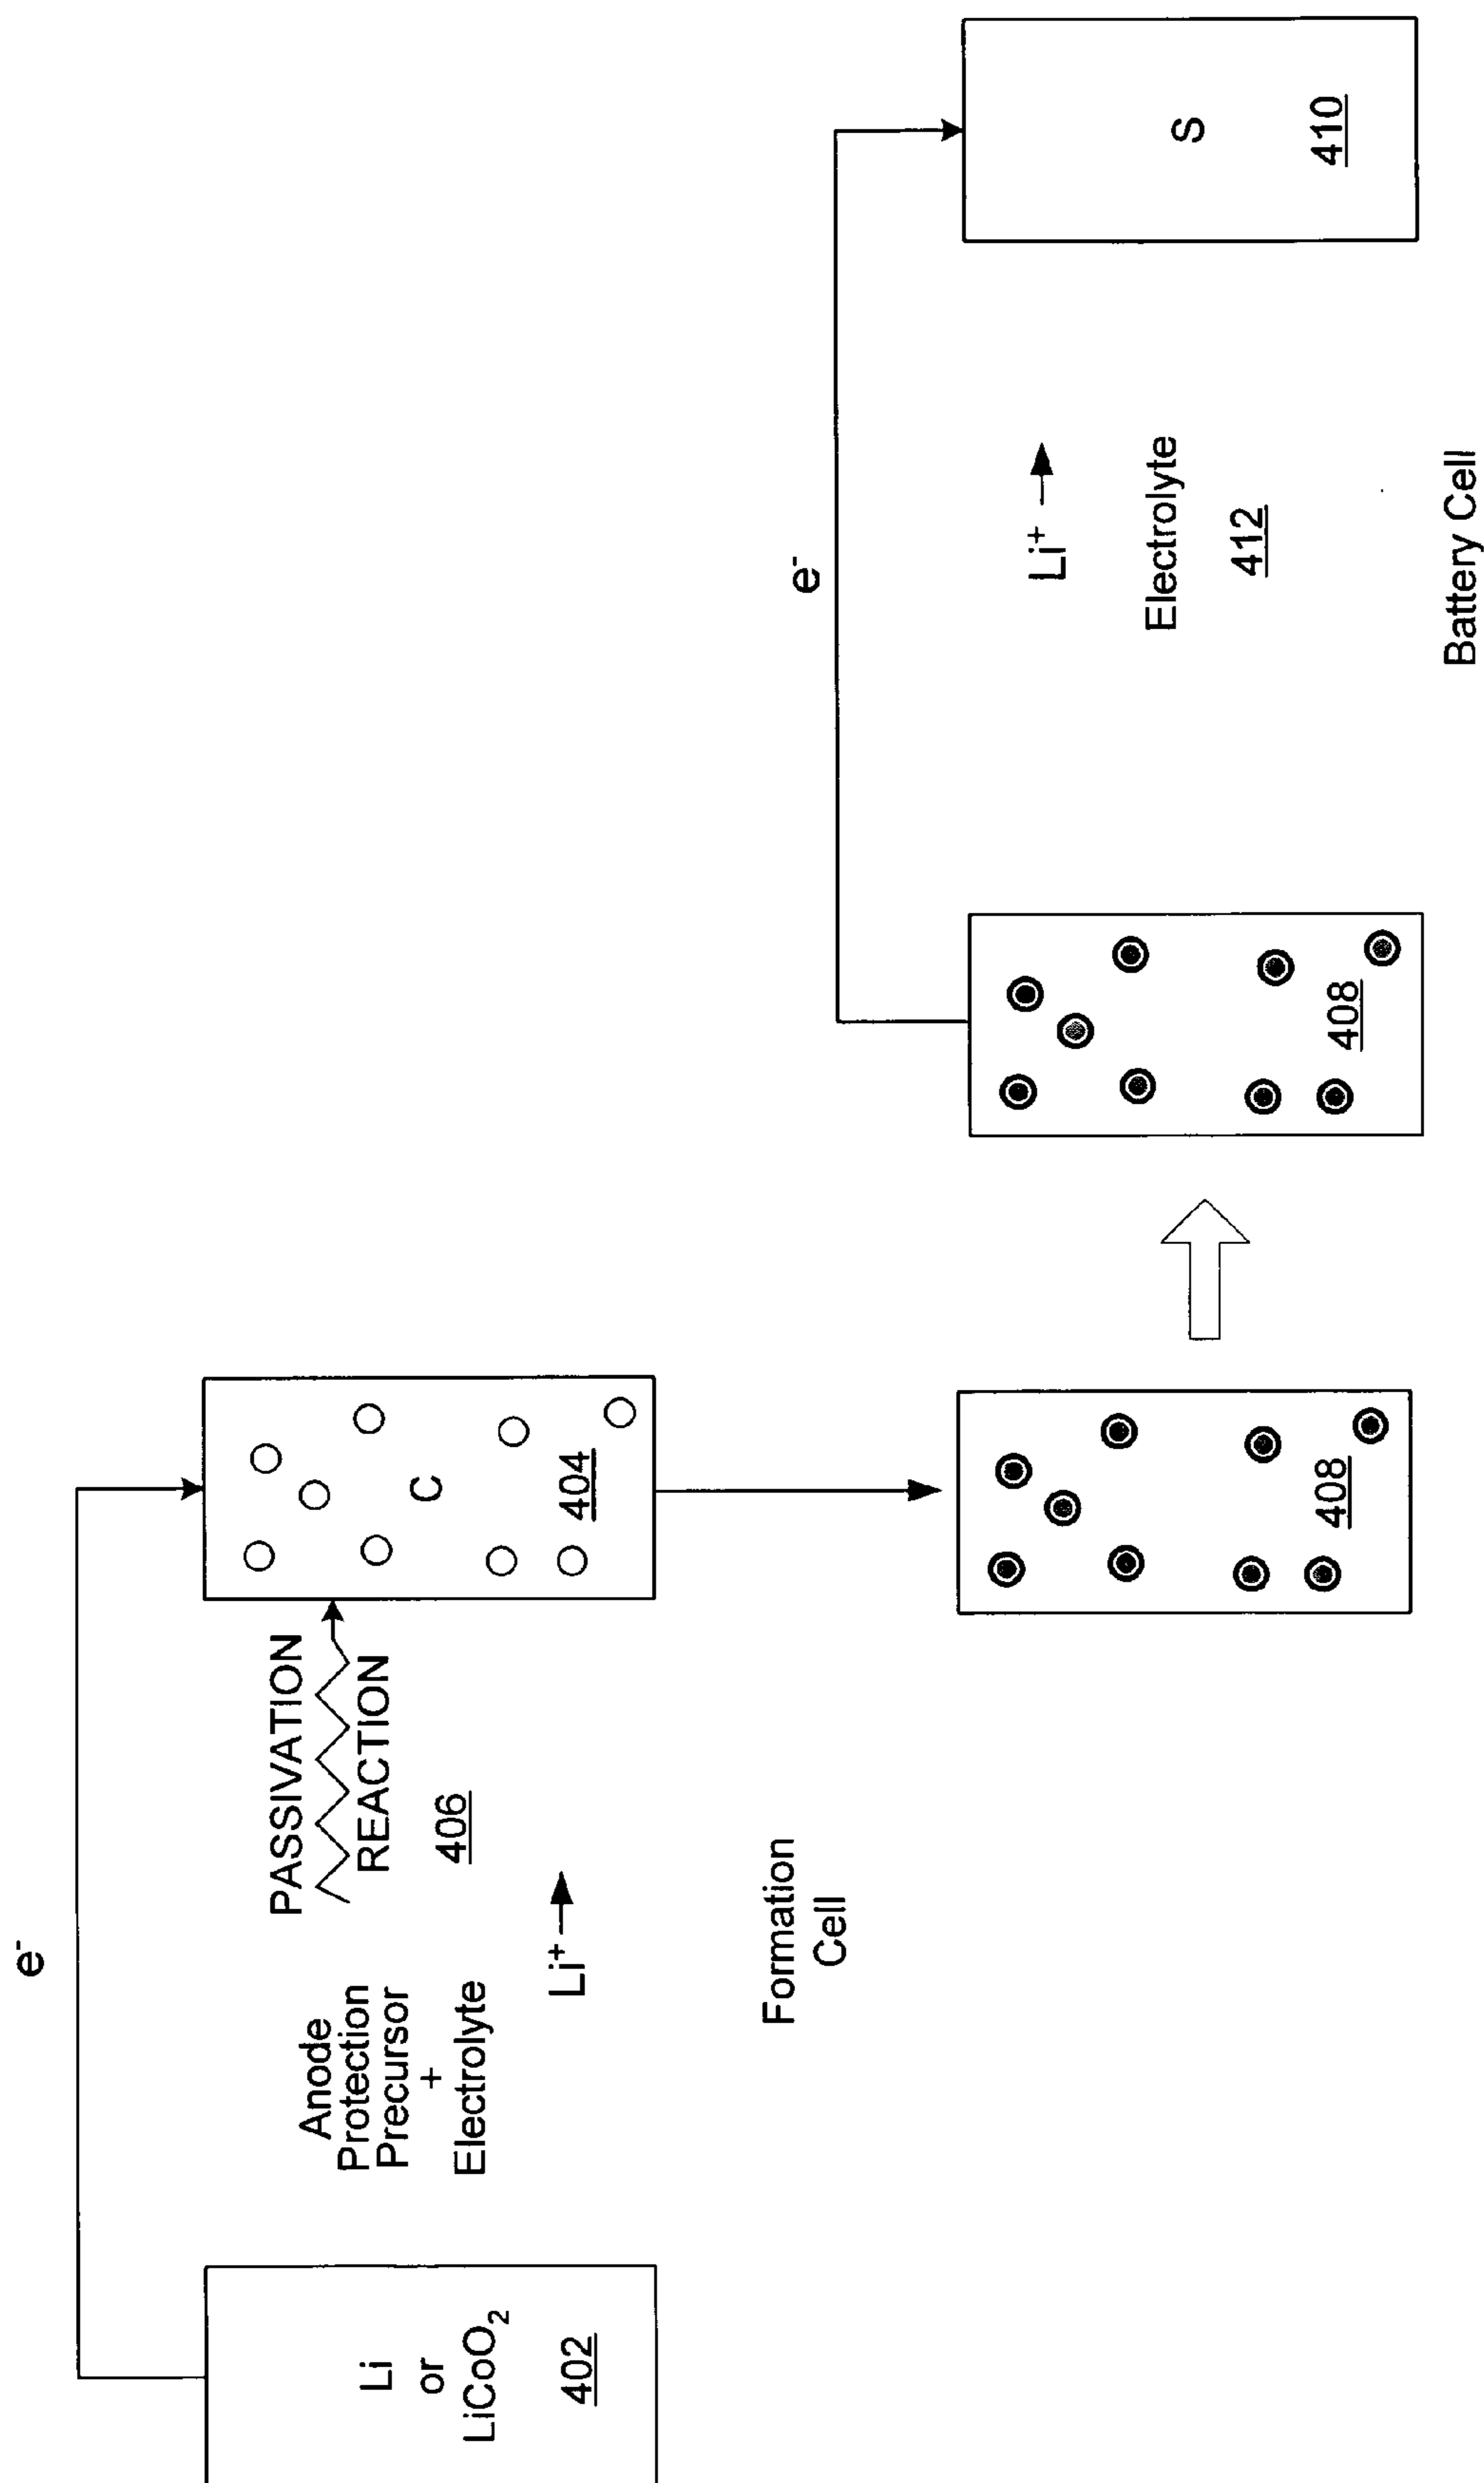 e-
Li
or
LiCoO2
402
Anode
Protection
Precursor
+
Electrolyte
PASSIVATION
REACTION
406
Li+
C
404
Formation
Cell
408
408
e-
Li+
Electrolyte
412
S
410
Battery Cell